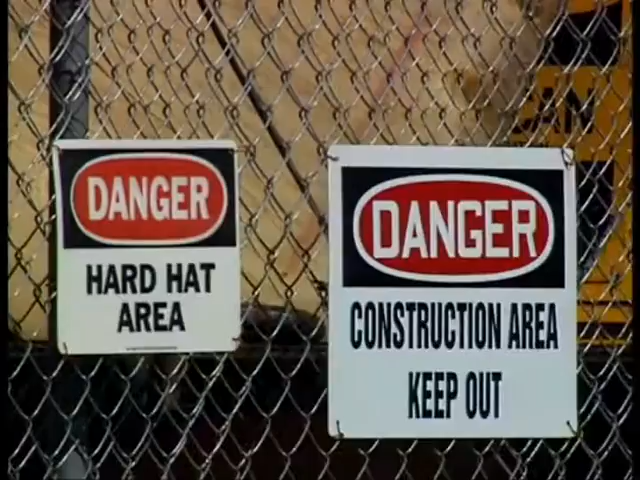 DANGER
HARD HAT
AREA
DANGER
CONSTRUCTION AREA
KEEP OUT